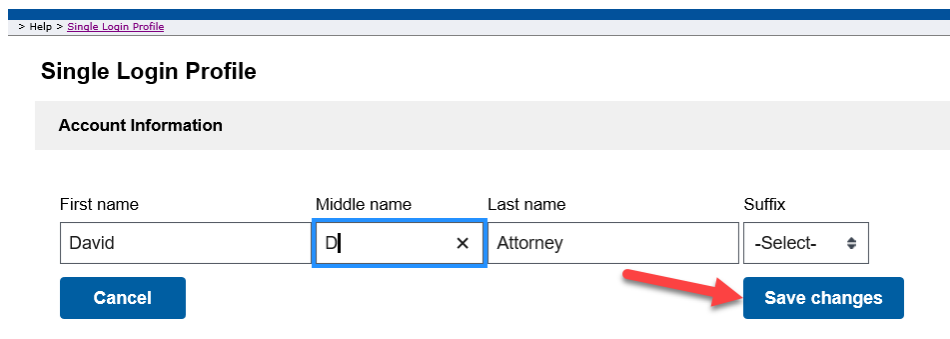 > Help > Single Login Profile
Single Login Profile
Account Information
First name Middle name Last name Suffix
David D × Attorney -Select-
Cancel Save changes